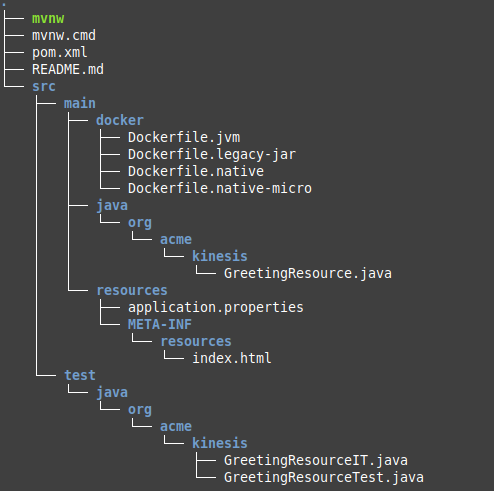 .
├── mvnw
├── mvnw.cmd
├── pom.xml
├── README.md
└── src
    ├── main
    │   ├── docker
    │   │   ├── Dockerfile.jvm
    │   │   ├── Dockerfile.legacy-jar
    │   │   ├── Dockerfile.native
    │   │   └── Dockerfile.native-micro
    │   ├── java
    │   │   └── org
    │   │       └── acme
    │   │           └── kinesis
    │   │               └── GreetingResource.java
    │   └── resources
    │       ├── application.properties
    │       └── META-INF
    │           └── resources
    │               └── index.html
    └── test
        └── java
            └── org
                └── acme
                    └── kinesis
                        ├── GreetingResourceIT.java
                        └── GreetingResourceTest.java